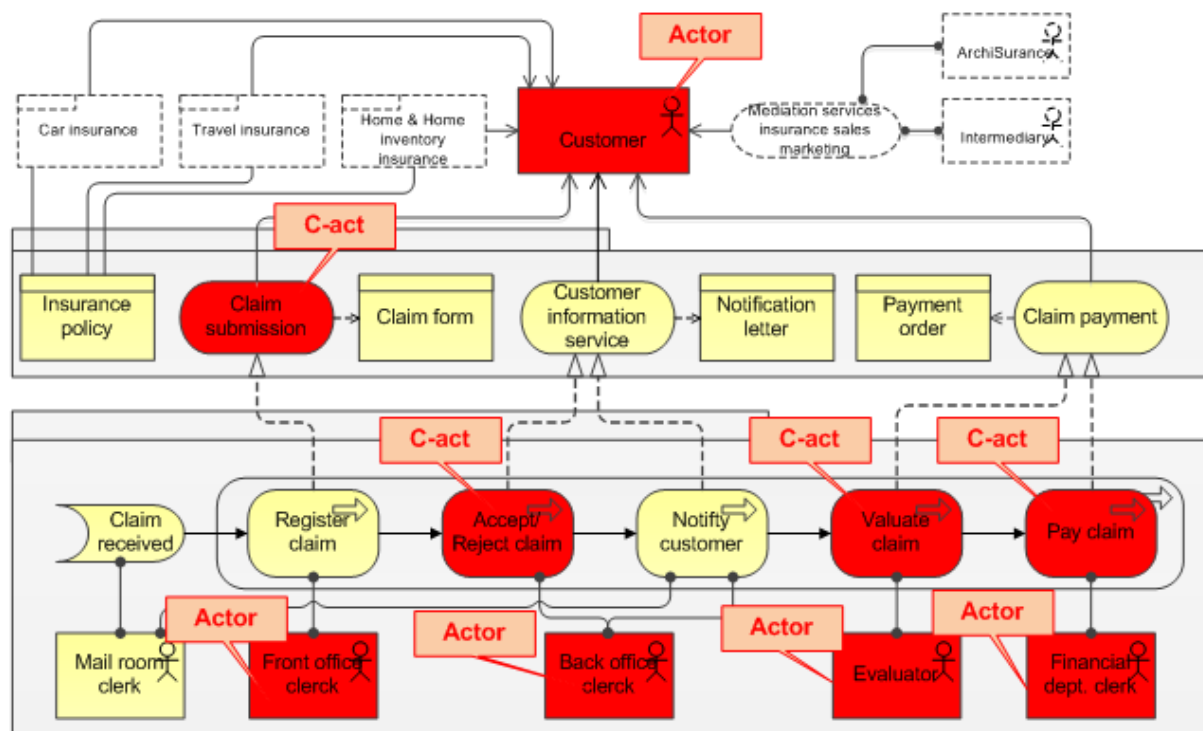 Actor
ArchiSurance
Car insurance
Travel insurance
Home & Home
inventory
insurance
Customer
Mediation services
insurance sales
marketing
Intermediary
C-act
Insurance
policy
Claim
submission
Claim form
Customer
information
service
Notification
letter
Payment
order
Claim payment
C-act
C-act
C-act
Claim
received
Register
claim
Accept/
Reject claim
Notifty
customer
Valuate
claim
Pay claim
Actor
Actor
Actor
Actor
Mail room
clerk
Front office
clerck
Back office
clerck
Evaluator
Financial
dept. clerk